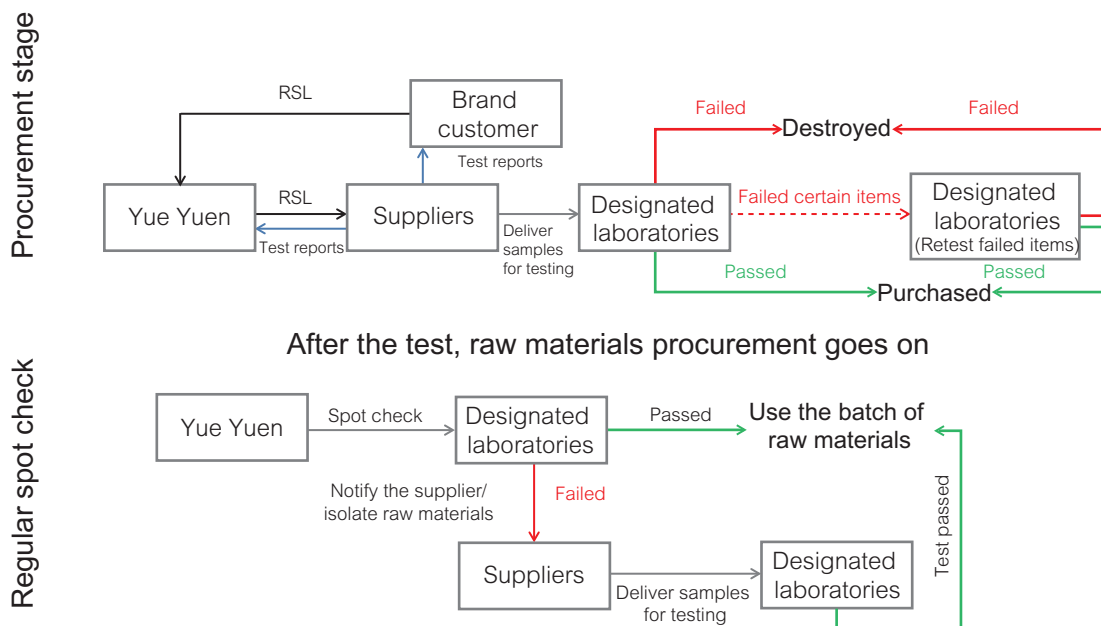 Procurement stage
RSL
Brand
customer
Test reports
Yue Yuen
RSL
Test reports
Suppliers
Deliver
samples
for testing
Designated
laboratories
Failed
Destroyed
Failed
Failed certain items
Designated
laboratories
(Retest failed items)
Passed
Purchased
Passed
After the test, raw materials procurement goes on
Regular spot check
Yue Yuen
Spot check
Designated
laboratories
Passed
Use the batch of
raw materials
Notify the supplier/
isolate raw materials
Failed
Suppliers
Deliver samples
for testing
Designated
laboratories
Test passed